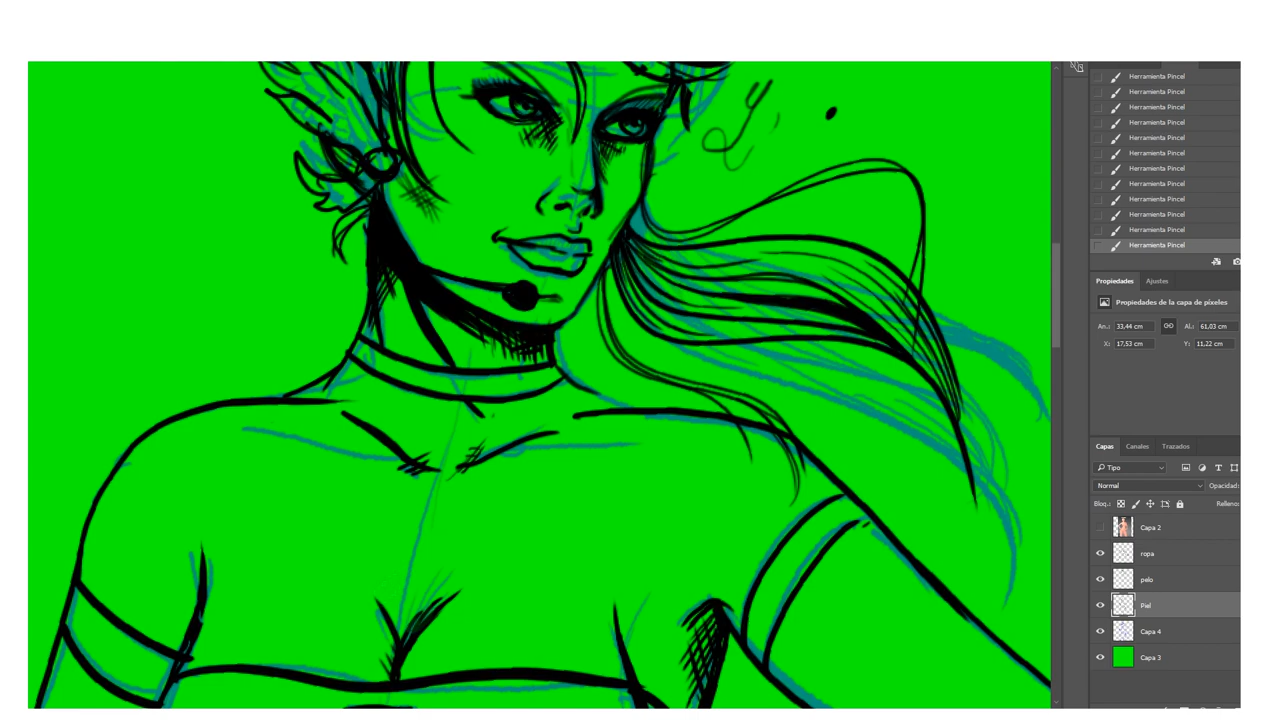 Herramienta Pincel
Herramienta Pincel
Herramienta Pincel
Herramienta Pincel
Herramienta Pincel
Herramienta Pincel
Herramienta Pincel
Herramienta Pincel
Herramienta Pincel
Herramienta Pincel
Herramienta Pincel
Herramienta Pincel
Propiedades Ajustes
Propiedades de la capa de píxeles
An.: 33,44 cm Al.: 61,03 cm
X: 17,53 cm Y: 11,22 cm
Capas Canales Trazados
Tipo
Normal Opacidad:
Bloq.: Relleno:
Capa 2
ropa
pelo
Piel
Capa 4
Capa 3